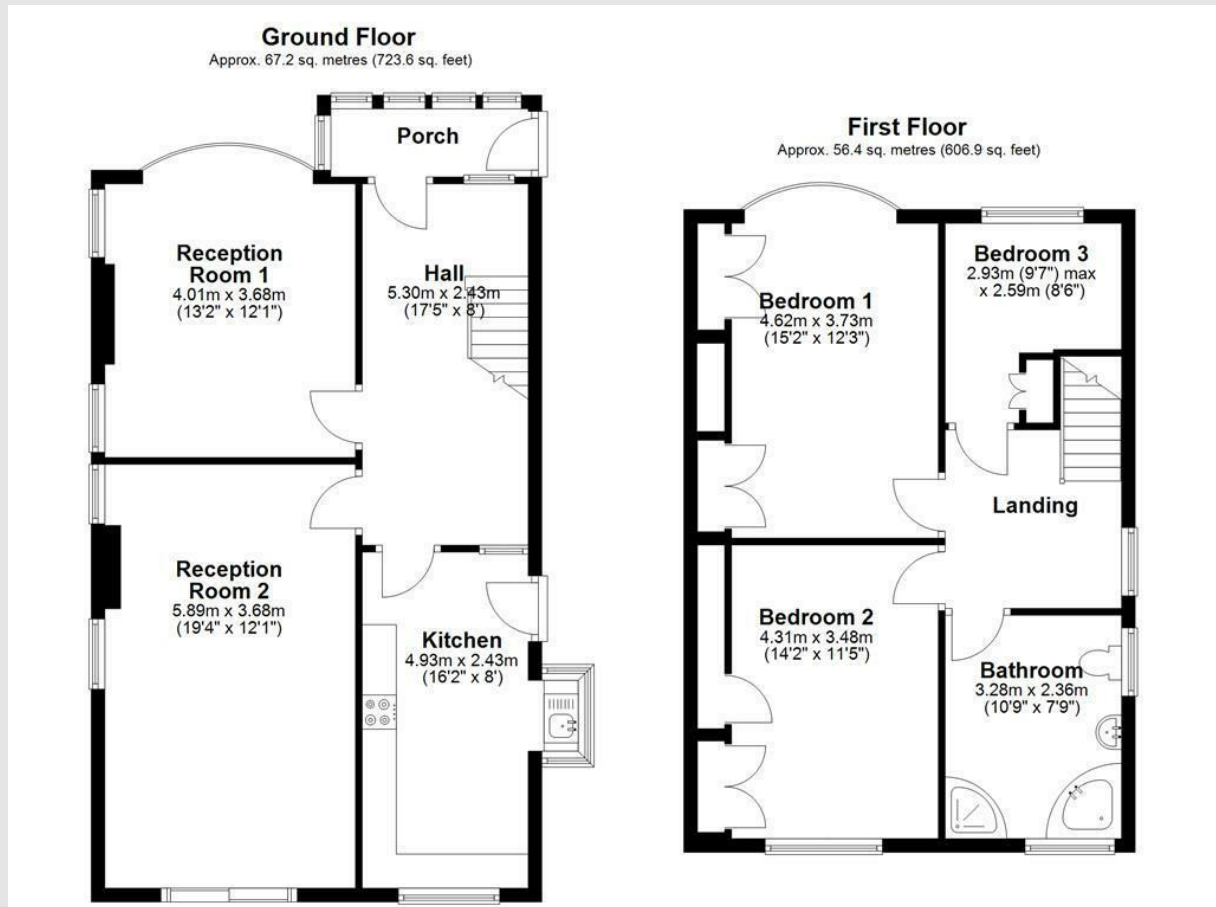 Ground Floor
Approx. 67.2 sq. metres (723.6 sq. feet)
Porch
Reception
Room 1
4.01m x 3.68m
(13'2" x 12'1")
Hall
5.30m x 2.43m
(17'5" x 8')
Reception
Room 2
5.89m x 3.68m
(19'4" x 12'1")
Kitchen
4.93m x 2.43m
(16'2" x 8')
First Floor
Approx. 56.4 sq. metres (606.9 sq. feet)
Bedroom 1
4.62m x 3.73m
(15'2" x 12'3")
Bedroom 3
2.93m (9'7") max
x 2.59m (8'6")
Landing
Bedroom 2
4.31m x 3.48m
(14'2" x 11'5")
Bathroom
3.28m x 2.36m
(10'9" x 7'9")